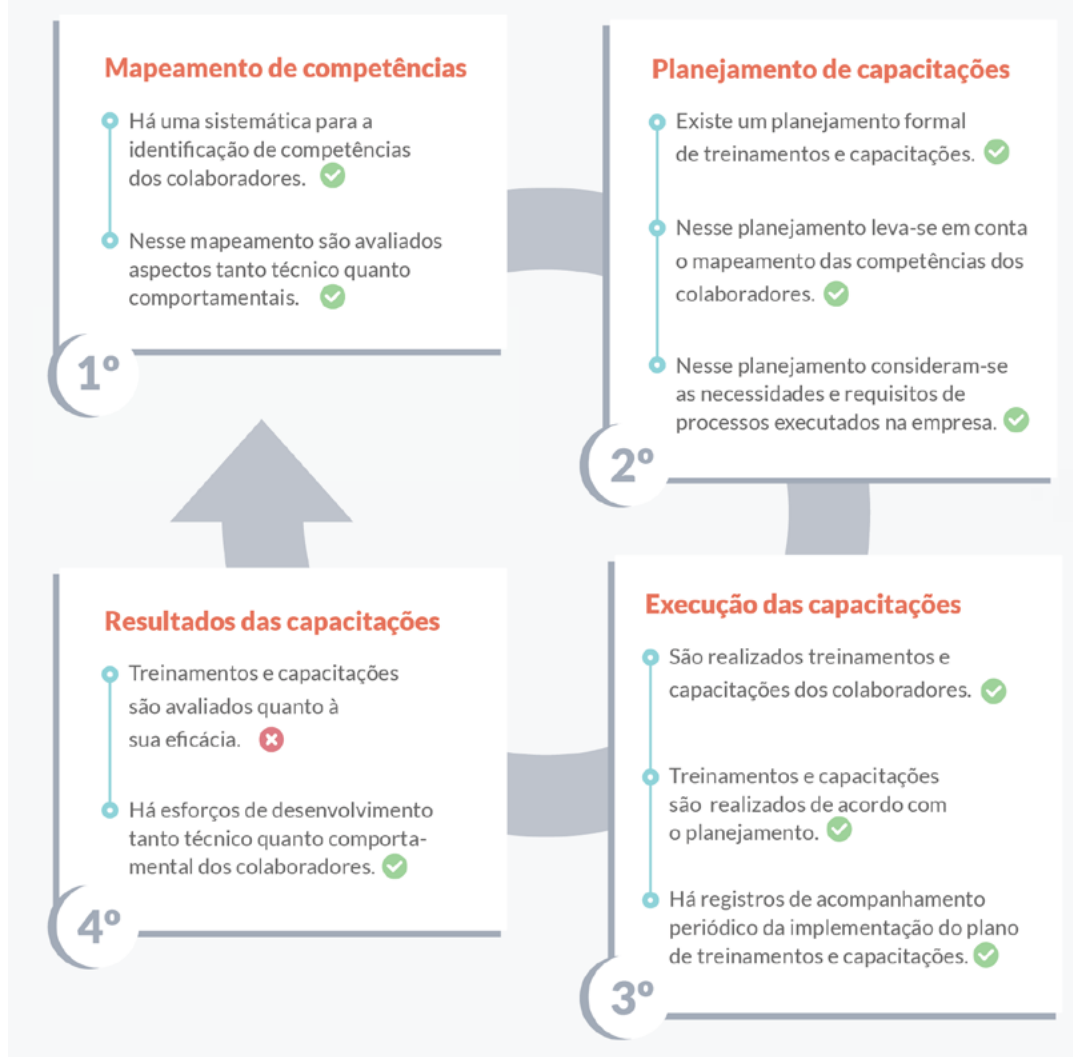 Mapeamento de competências
Há uma sistemática para a
identificação de competências
dos colaboradores.
Nesse mapeamento são avaliados
aspectos tanto técnico quanto
comportamentais.
1º
Planejamento de capacitações
Existe um planejamento formal
de treinamentos e capacitações.
Nesse planejamento leva-se em conta
o mapeamento das competências dos
colaboradores.
Nesse planejamento consideram-se
as necessidades e requisitos de
processos executados na empresa.
2º
Execução das capacitações
São realizados treinamentos e
capacitações dos colaboradores.
Treinamentos e capacitações
são realizados de acordo com
o planejamento.
Há registros de acompanhamento
periódico da implementação do plano
de treinamentos e capacitações.
3º
Resultados das capacitações
Treinamentos e capacitações
são avaliados quanto à
sua eficácia.
Há esforços de desenvolvimento
tanto técnico quanto comporta-
mental dos colaboradores.
4º